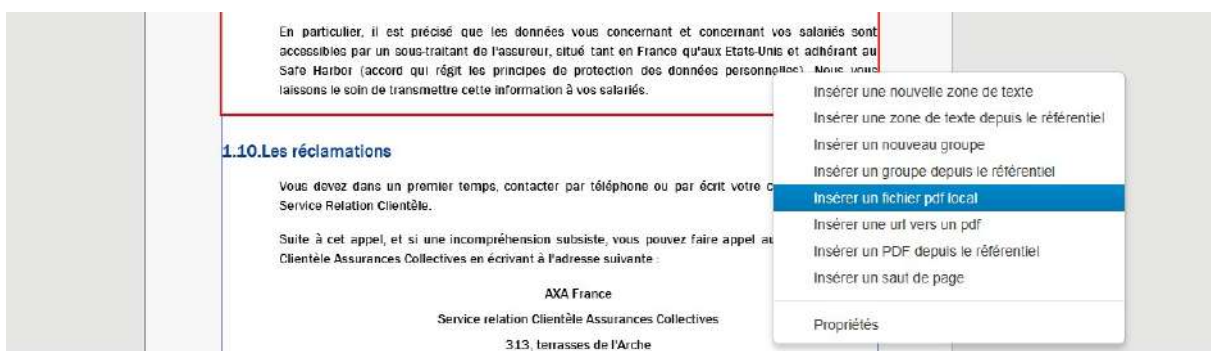 En particulier, il est précisé que les données vous concernant et concernant vos salariés sont
accessibles par un sous-traitant de l'assureur, situé tant en France qu'aux Etats-Unis et adhérant au
Safe Harbor (accord qui régit les principes de protection des données personnelles). Nous vous
laissons le soin de transmettre cette information à vos salariés.
1.10.Les réclamations
Vous devez dans un premier temps, contacter par téléphone ou par écrit votre
Service Relation Clientèle.
Suite à cet appel, et si une incompréhension subsiste, vous pouvez faire appel au
Clientèle Assurances Collectives en écrivant à l'adresse suivante :
AXA France
Service relation Clientèle Assurances Collectives
313, terrasses de l'Arche
Insérer une nouvelle zone de texte
Insérer une zone de texte depuis le référentiel
Insérer un nouveau groupe
Insérer un groupe depuis le référentiel
Insérer un fichier pdf local
Insérer une url vers un pdf
Insérer un PDF depuis le référentiel
Insérer un saut de page
Propriétés